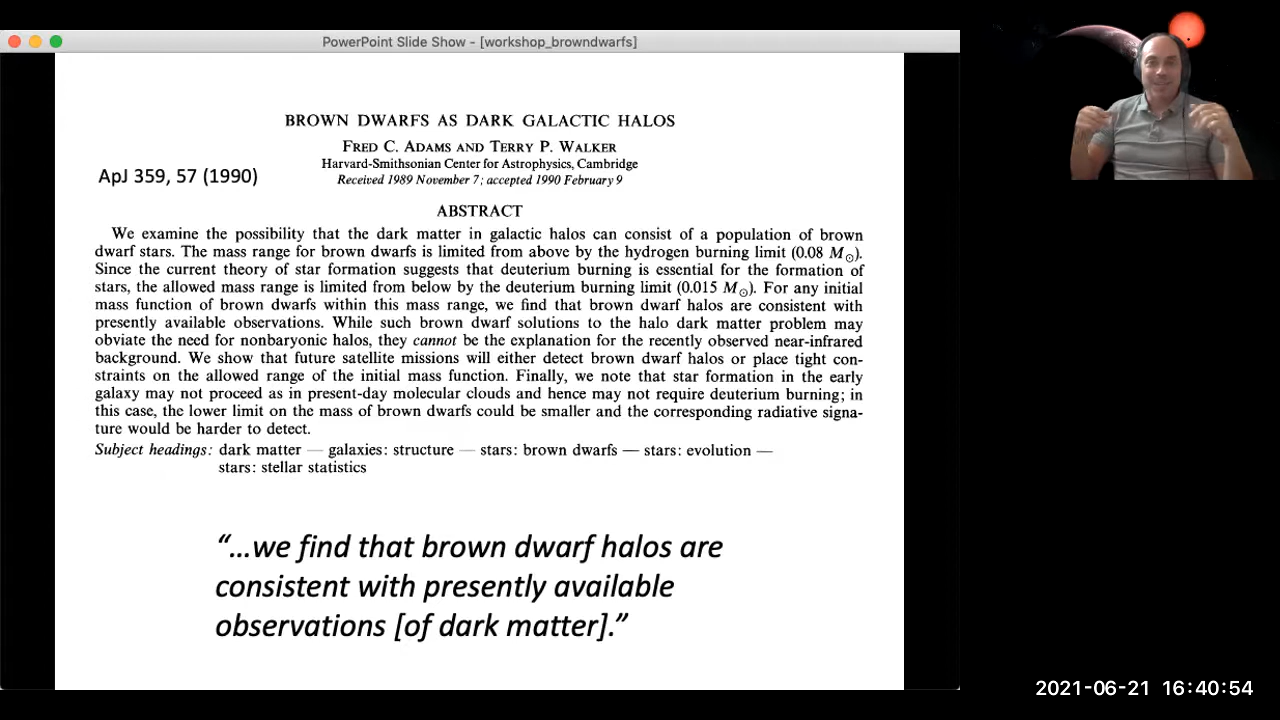 PowerPoint Slide Show - [workshop_browndwarfs]
BROWN DWARFS AS DARK GALACTIC HALOS
FRED C. ADAMS AND TERRY P. WALKER
Harvard-Smithsonian Center for Astrophysics, Cambridge
Received 1989 November 7; accepted 1990 February 9
ApJ 359, 57 (1990)
ABSTRACT
We examine the possibility that the dark matter in galactic halos can consist of a population of brown
dwarf stars. The mass range for brown dwarfs is limited from above by the hydrogen burning limit (0.08 M⊙).
Since the current theory of star formation suggests that deuterium burning is essential for the formation of
stars, the allowed mass range is limited from below by the deuterium burning limit (0.015 M⊙). For any initial
mass function of brown dwarfs within this mass range, we find that brown dwarf halos are consistent with
presently available observations. While such brown dwarf solutions to the halo dark matter problem may
obviate the need for nonbaryonic halos, they cannot be the explanation for the recently observed near-infrared
background. We show that future satellite missions will either detect brown dwarf halos or place tight con-
straints on the allowed range of the initial mass function. Finally, we note that star formation in the early
galaxy may not proceed as in present-day molecular clouds and hence may not require deuterium burning; in
this case, the lower limit on the mass of brown dwarfs could be smaller and the corresponding radiative signa-
ture would be harder to detect.
Subject headings: dark matter — galaxies: structure — stars: brown dwarfs — stars: evolution —
stars: stellar statistics
“…we find that brown dwarf halos are
consistent with presently available
observations [of dark matter].”
2021-06-21 16:40:54